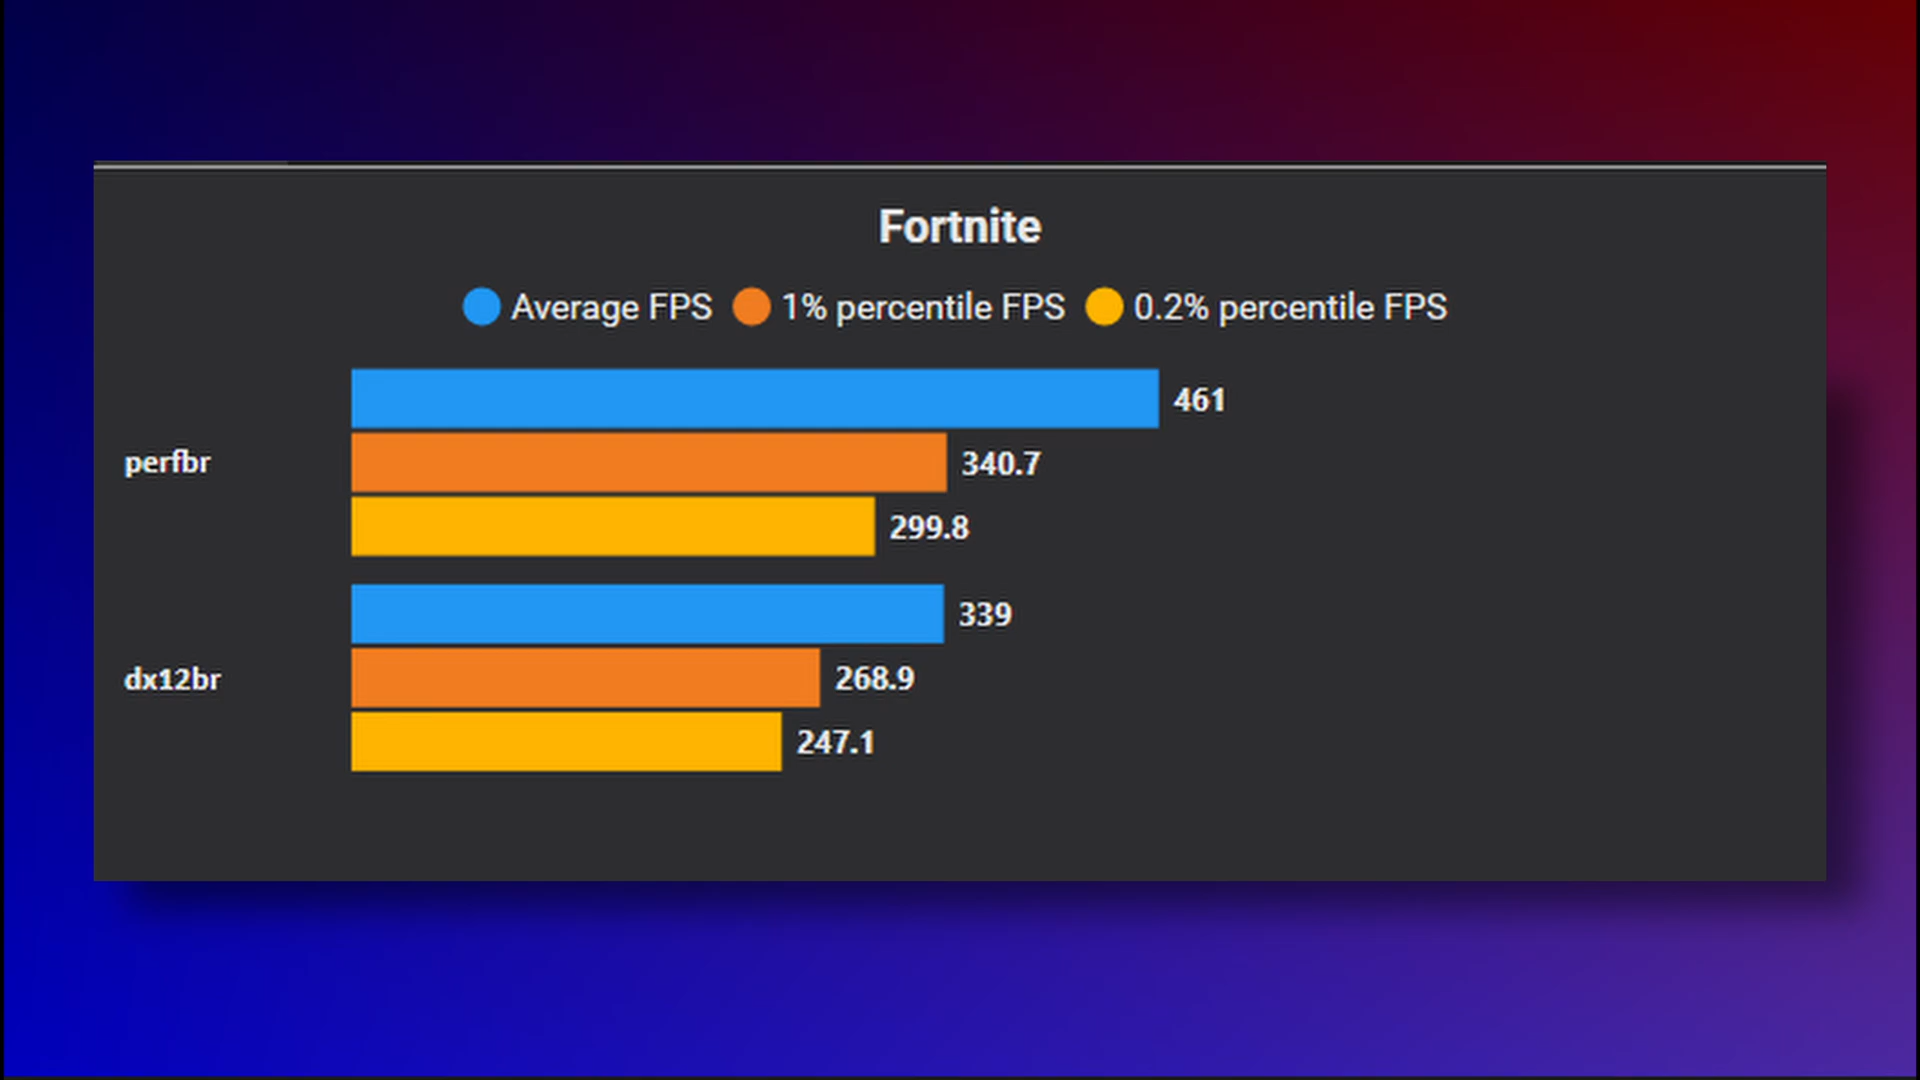 Fortnite
Average FPS 1% percentile FPS 0.2% percentile FPS
461
perfbr 340.7
299.8
339
dx12br 268.9
247.1